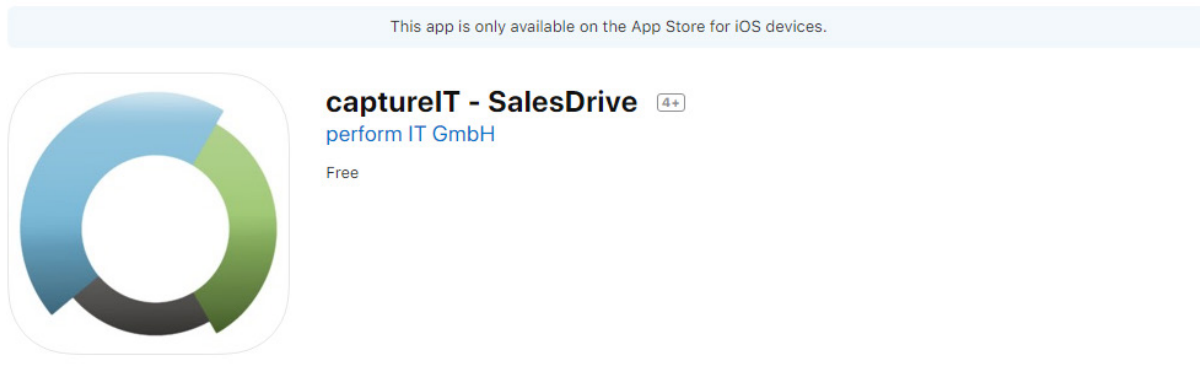 This app is only available on the App Store for iOS devices.
captureIT - SalesDrive 4+
perform IT GmbH
Free